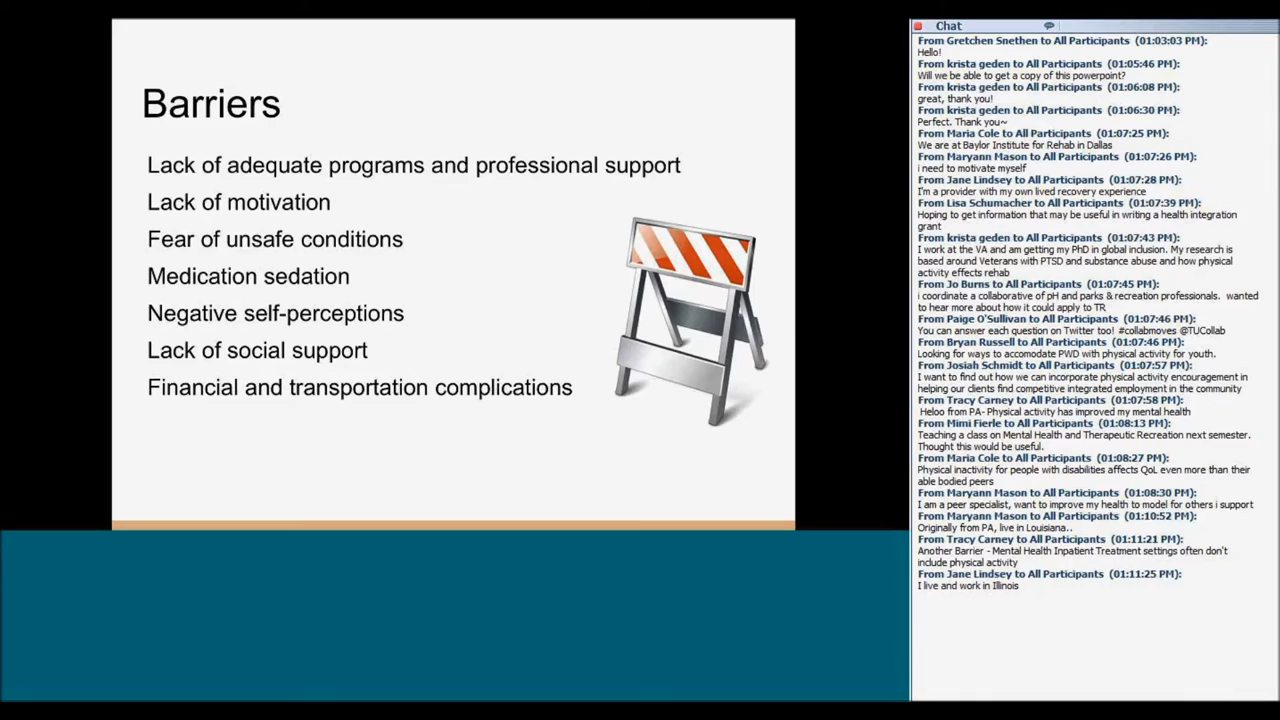 Barriers
Lack of adequate programs and professional support
Lack of motivation
Fear of unsafe conditions
Medication sedation
Negative self-perceptions
Lack of social support
Financial and transportation complications
Chat
From Gretchen Snethen to All Participants (01:03:03 PM):
Hello!
From krista geden to All Participants (01:05:46 PM):
Will we be able to get a copy of this powerpoint?
From krista geden to All Participants (01:06:08 PM):
great, thank you!
From krista geden to All Participants (01:06:30 PM):
Perfect. Thank you~
From Maria Cole to All Participants (01:07:25 PM):
We are at Baylor Institute for Rehab in Dallas
From Maryann Mason to All Participants (01:07:26 PM):
i need to motivate myself
From Jane Lindsey to All Participants (01:07:28 PM):
I'm a provider with my own lived recovery experience
From Lisa Schumacher to All Participants (01:07:39 PM):
Hoping to get information that may be useful in writing a health integration
grant
From krista geden to All Participants (01:07:43 PM):
I work at the VA and am getting my PhD in global inclusion. My research is
based around Veterans with PTSD and substance abuse and how physical
activity effects rehab
From Jo Burns to All Participants (01:07:45 PM):
i coordinate a collaborative of pH and parks & recreation professionals. wanted
to hear more about how it could apply to TR
From Paige O'Sullivan to All Participants (01:07:46 PM):
You can answer each question on Twitter too! #collabmoves @TUCollab
From Bryan Russell to All Participants (01:07:46 PM):
Looking for ways to accomodate PWD with physical activity for youth.
From Josiah Schmidt to All Participants (01:07:57 PM):
I want to find out how we can incorporate physical activity encouragement in
helping our clients find competitive integrated employment in the community
From Tracy Carney to All Participants (01:07:58 PM):
Heloo from PA- Physical activity has improved my mental health
From Mimi Fierle to All Participants (01:08:13 PM):
Teaching a class on Mental Health and Therapeutic Recreation next semester.
Thought this would be useful.
From Maria Cole to All Participants (01:08:27 PM):
Physical inactivity for people with disabilities affects QoL even more than their
able bodied peers
From Maryann Mason to All Participants (01:08:30 PM):
I am a peer specialist, want to improve my health to model for others i support
From Maryann Mason to All Participants (01:10:52 PM):
Originally from PA, live in Louisiana..
From Tracy Carney to All Participants (01:11:21 PM):
Another Barrier - Mental Health Inpatient Treatment settings often don't
include physical activity
From Jane Lindsey to All Participants (01:11:25 PM):
I live and work in Illinois